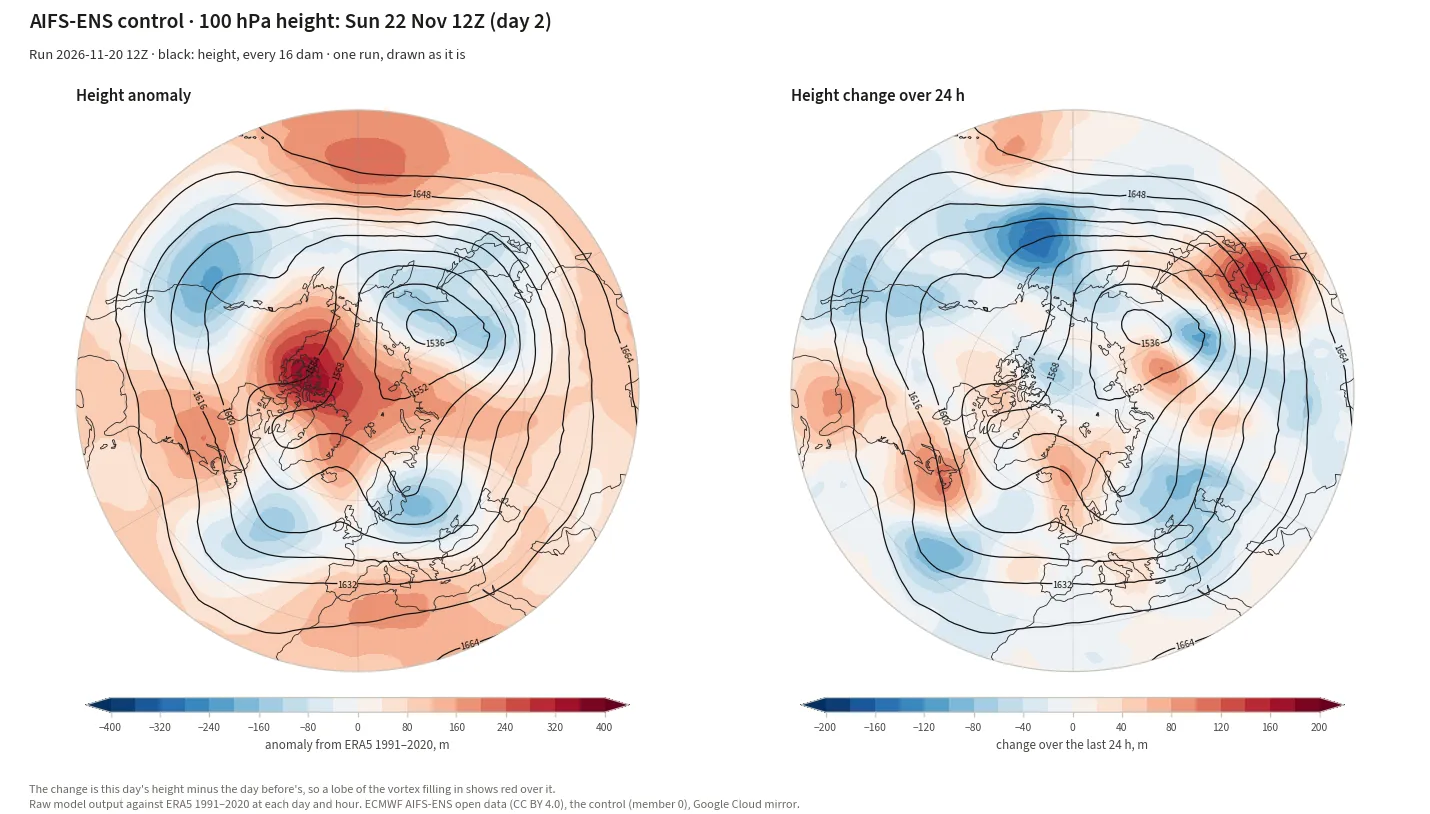 AIFS-ENS control · 100 hPa height: Sun 22 Nov 12Z (day 2)
Run 2026-11-20 12Z · black: height, every 16 dam · one run, drawn as it is
Height anomaly
Height change over 24 h
1648
1536
1568
1552
1664
1616
1600
1632
1664
1648
1536
1568
1552
1664
1616
1600
1632
1664
−400 −320 −240 −160 −80 0 80 160 240 320 400
anomaly from ERA5 1991–2020, m
−200 −160 −120 −80 −40 0 40 80 120 160 200
change over the last 24 h, m
The change is this day's height minus the day before's, so a lobe of the vortex filling in shows red over it.
Raw model output against ERA5 1991–2020 at each day and hour. ECMWF AIFS-ENS open data (CC BY 4.0), the control (member 0), Google Cloud mirror.